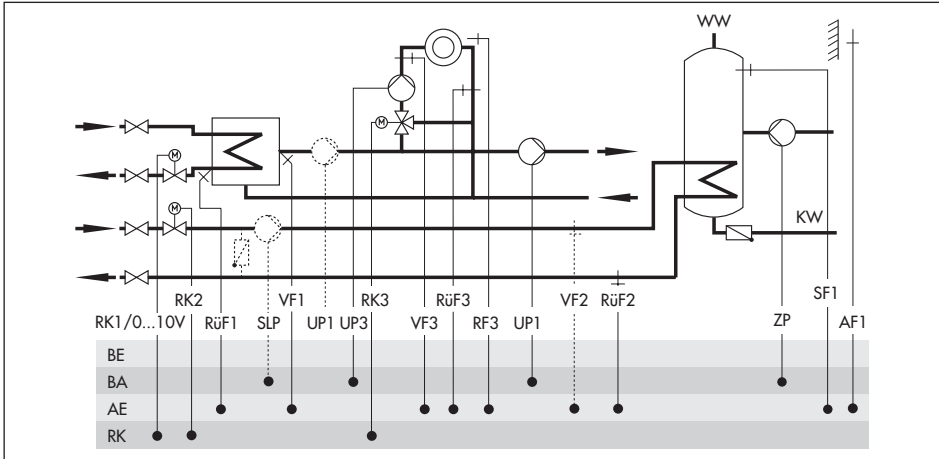 WW
M
M
M
KW
RK2
VF1
RK3
RüF3
VF2
RüF2
SF1
RK1/0...10V
RüF1
SLP
UP1
UP3
VF3
RF3
UP1
ZP
AF1
BE
BA
AE
RK